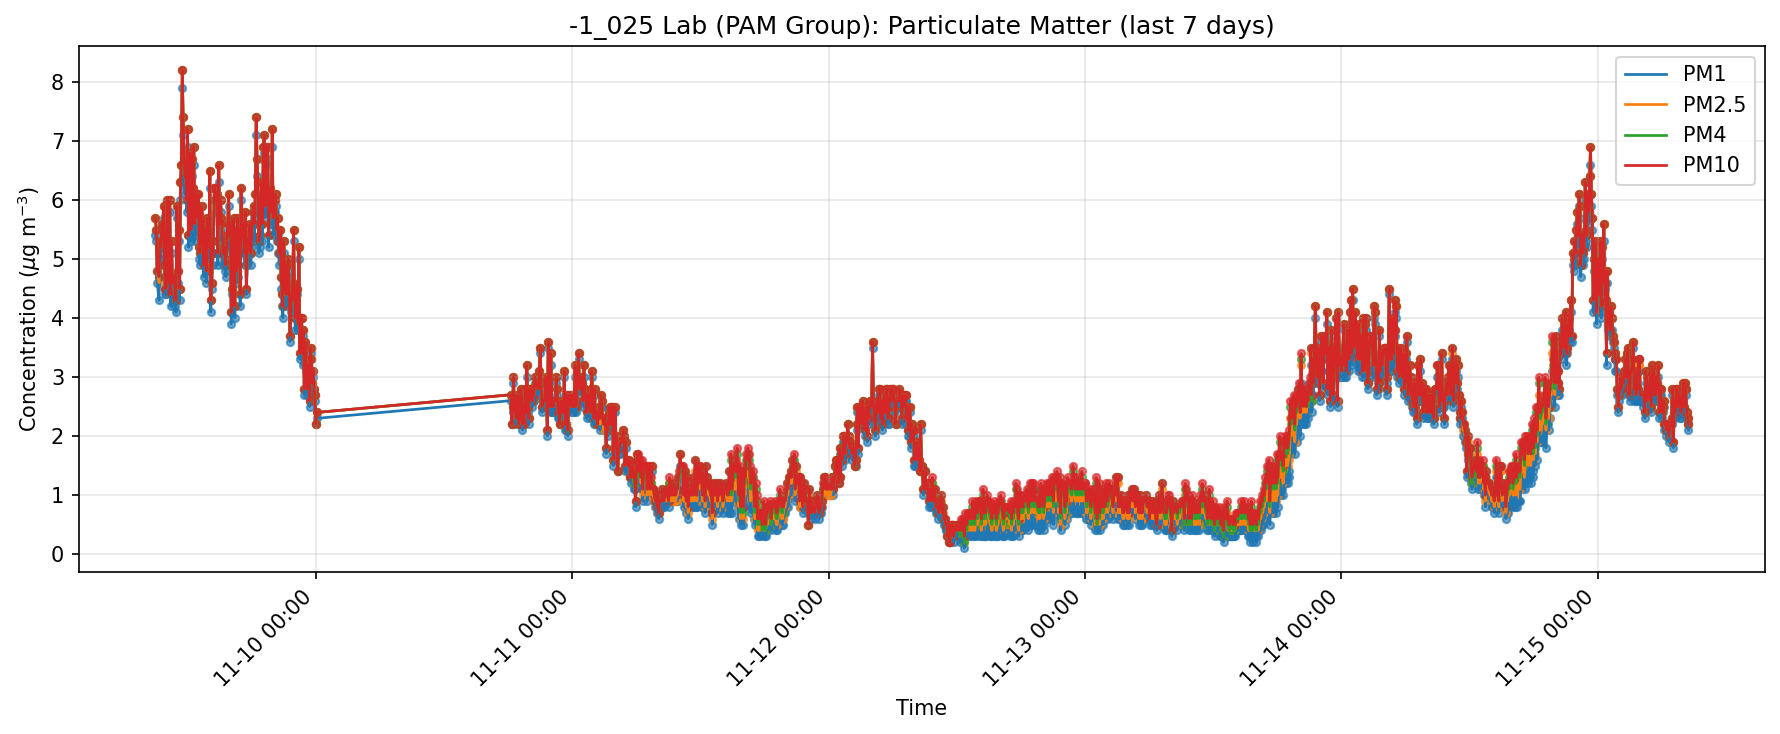 -1_025 Lab (PAM Group): Particulate Matter (last 7 days)
Concentration (μg m⁻³)
8
7
6
5
4
3
2
1
0
PM1
PM2.5
PM4
PM10
11-10 00:00
11-11 00:00
11-12 00:00
11-13 00:00
11-14 00:00
11-15 00:00
Time